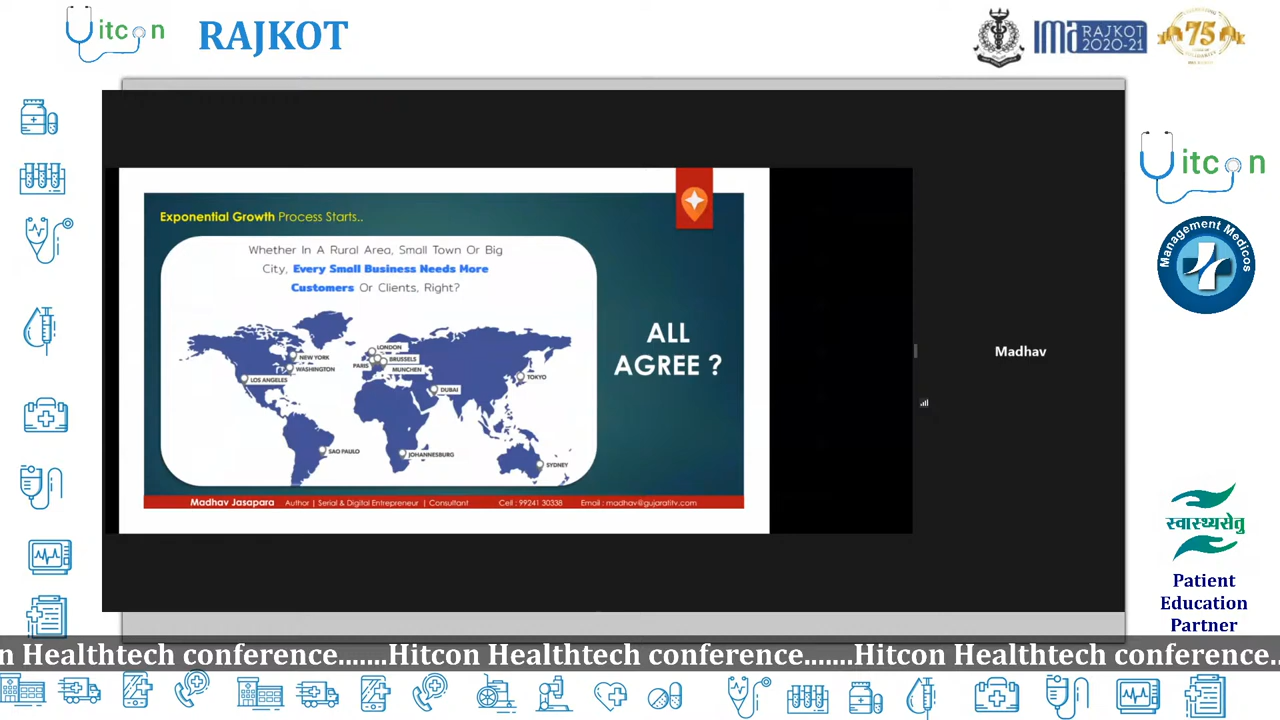 itcon
RAJKOT
IMA RAJKOT
2020-21
75
Exponential Growth Process Starts..
Whether In A Rural Area, Small Town Or Big
City, Every Small Business Needs More
Customers Or Clients, Right?
LONDON
NEW YORK
BRUSSELS
PARIS
WASHINGTON
MUNCHEN
TOKYO
LOS ANGELES
DUBAI
SAO PAULO
JOHANNESBURG
SYDNEY
ALL
AGREE ?
Madhav Jasapara Author | Serial & Digital Entrepreneur | Consultant Cell : 99241 30338 Email : madhav@gujaratitv.com
Madhav
itcon
Management Medicos
स्वास्थ्यसेतु
Patient
Education
Partner
n Healthtech conference.......Hitcon Healthtech conference.......Hitcon Healthtech conference..